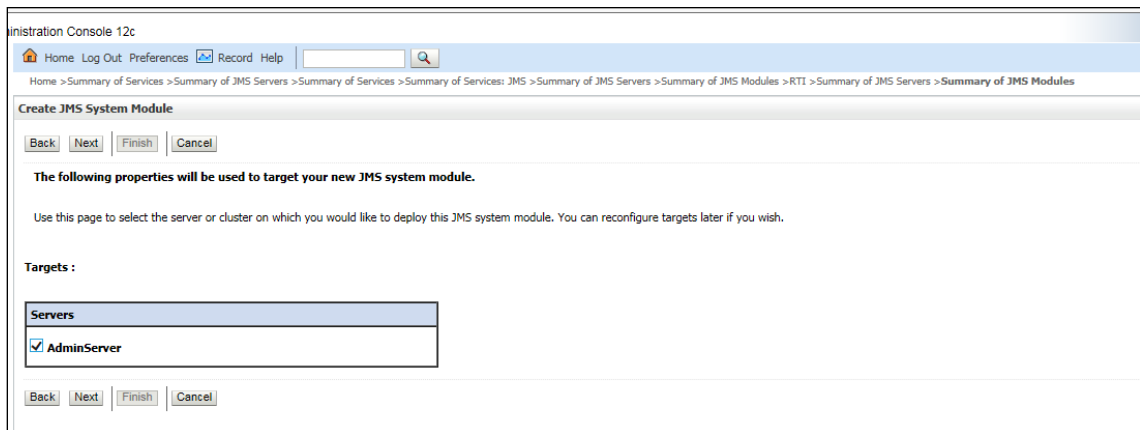 inistration Console 12c
Home Log Out Preferences Record Help
Home >Summary of Services >Summary of JMS Servers >Summary of Services >Summary of Services: JMS >Summary of JMS Servers >Summary of JMS Modules >RTI >Summary of JMS Servers >Summary of JMS Modules
Create JMS System Module
Back Next Finish Cancel
The following properties will be used to target your new JMS system module.
Use this page to select the server or cluster on which you would like to deploy this JMS system module. You can reconfigure targets later if you wish.
Targets :
Servers
AdminServer
Back Next Finish Cancel